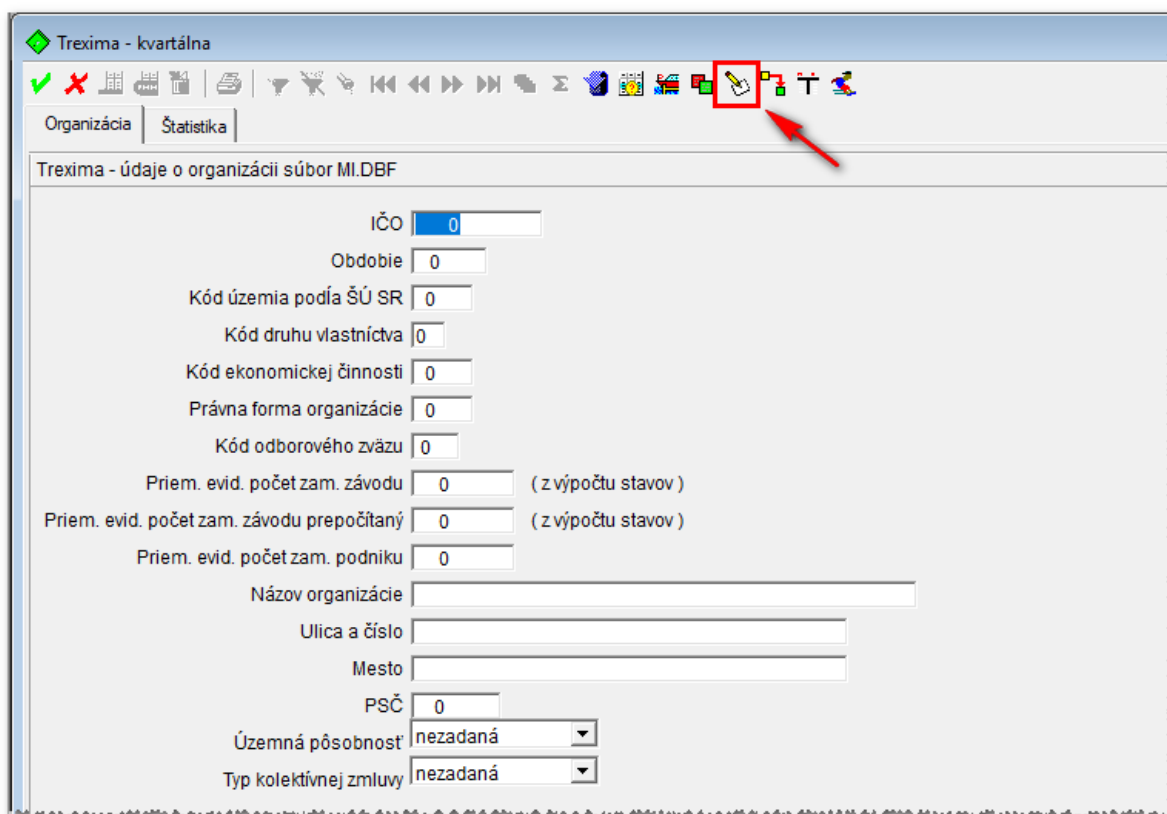 Trexima - kvartálna
Organizácia Štatistika
Trexima - údaje o organizácii súbor MI.DBF
IČO 0
Obdobie 0
Kód územia podľa ŠÚ SR 0
Kód druhu vlastníctva 0
Kód ekonomickej činnosti 0
Právna forma organizácie 0
Kód odborového zväzu 0
Priem. evid. počet zam. závodu 0 ( z výpočtu stavov )
Priem. evid. počet zam. závodu prepočítaný 0 ( z výpočtu stavov )
Priem. evid. počet zam. podniku 0
Názov organizácie
Ulica a číslo
Mesto
PSČ 0
Územná pôsobnosť nezadaná
Typ kolektívnej zmluvy nezadaná